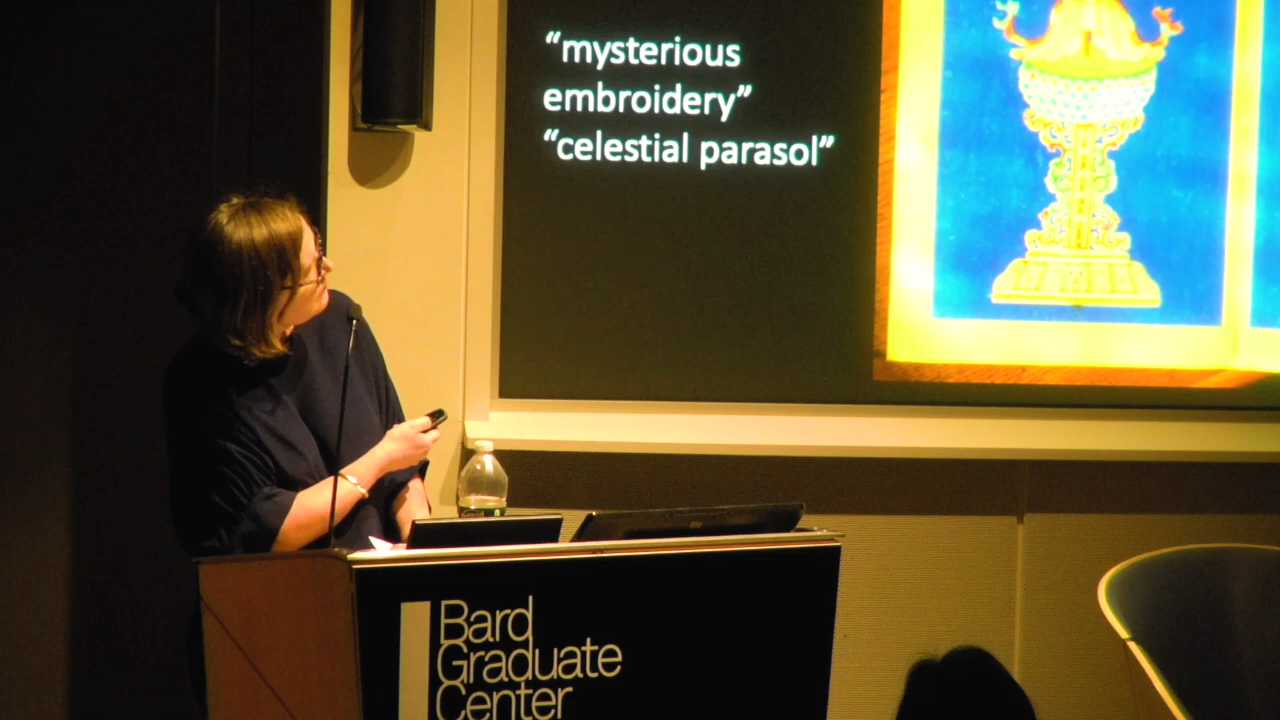 “mysterious
embroidery”
“celestial parasol”
Bard
Graduate
Center